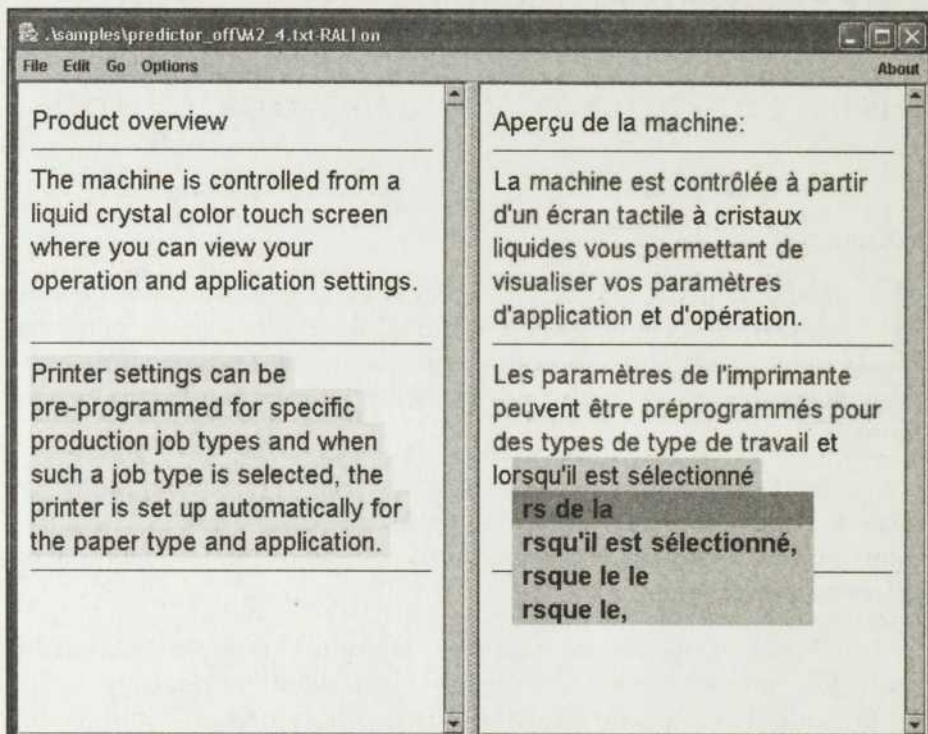 .\samples\predictor_off\M2_4.txt-RALI on
File Edit Go Options About
Product overview
The machine is controlled from a
liquid crystal color touch screen
where you can view your
operation and application settings.
Printer settings can be
pre-programmed for specific
production job types and when
such a job type is selected, the
printer is set up automatically for
the paper type and application.
Aperçu de la machine:
La machine est contrôlée à partir
d'un écran tactile à cristaux
liquides vous permettant de
visualiser vos paramètres
d'application et d'opération.
Les paramètres de l'imprimante
peuvent être préprogrammés pour
des types de type de travail et
lorsqu'il est sélectionné
rs de la
rsqu'il est sélectionné,
rsque le le
rsque le,